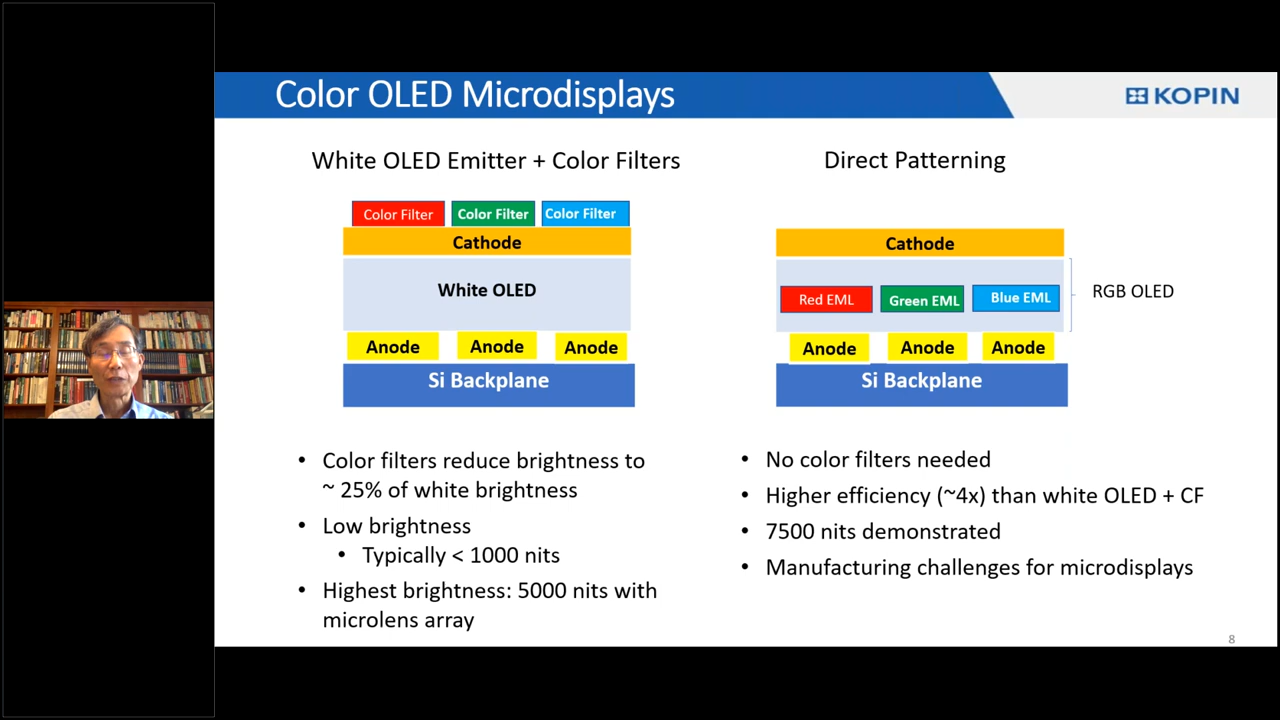 Color OLED Microdisplays
KOPIN
White OLED Emitter + Color Filters
Color Filter
Color Filter
Color Filter
Cathode
White OLED
Anode
Anode
Anode
Si Backplane
• Color filters reduce brightness to
~ 25% of white brightness
• Low brightness
• Typically < 1000 nits
• Highest brightness: 5000 nits with
microlens array
Direct Patterning
Cathode
Red EML
Green EML
Blue EML
RGB OLED
Anode
Anode
Anode
Si Backplane
• No color filters needed
• Higher efficiency (~4x) than white OLED + CF
• 7500 nits demonstrated
• Manufacturing challenges for microdisplays
8